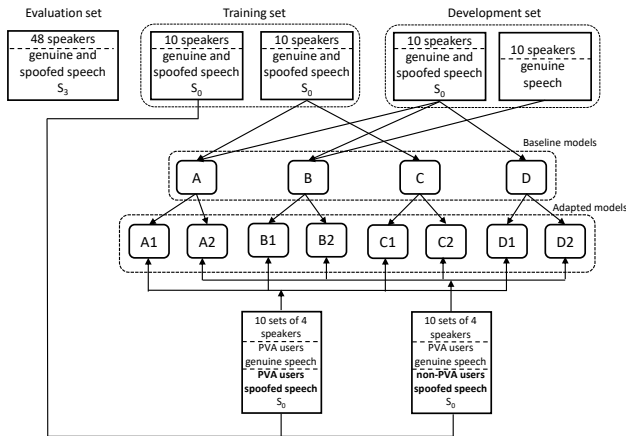 Evaluation set
Training set
Development set
48 speakers
genuine and
spoofed speech
S3
10 speakers
genuine and
spoofed speech
S0
10 speakers
genuine and
spoofed speech
S0
10 speakers
genuine and
spoofed speech
S0
10 speakers
genuine
speech
Baseline models
A
B
C
D
Adapted models
A1
A2
B1
B2
C1
C2
D1
D2
10 sets of 4
speakers
PVA users
genuine speech
PVA users
spoofed speech
S0
10 sets of 4
speakers
PVA users
genuine speech
non-PVA users
spoofed speech
S0